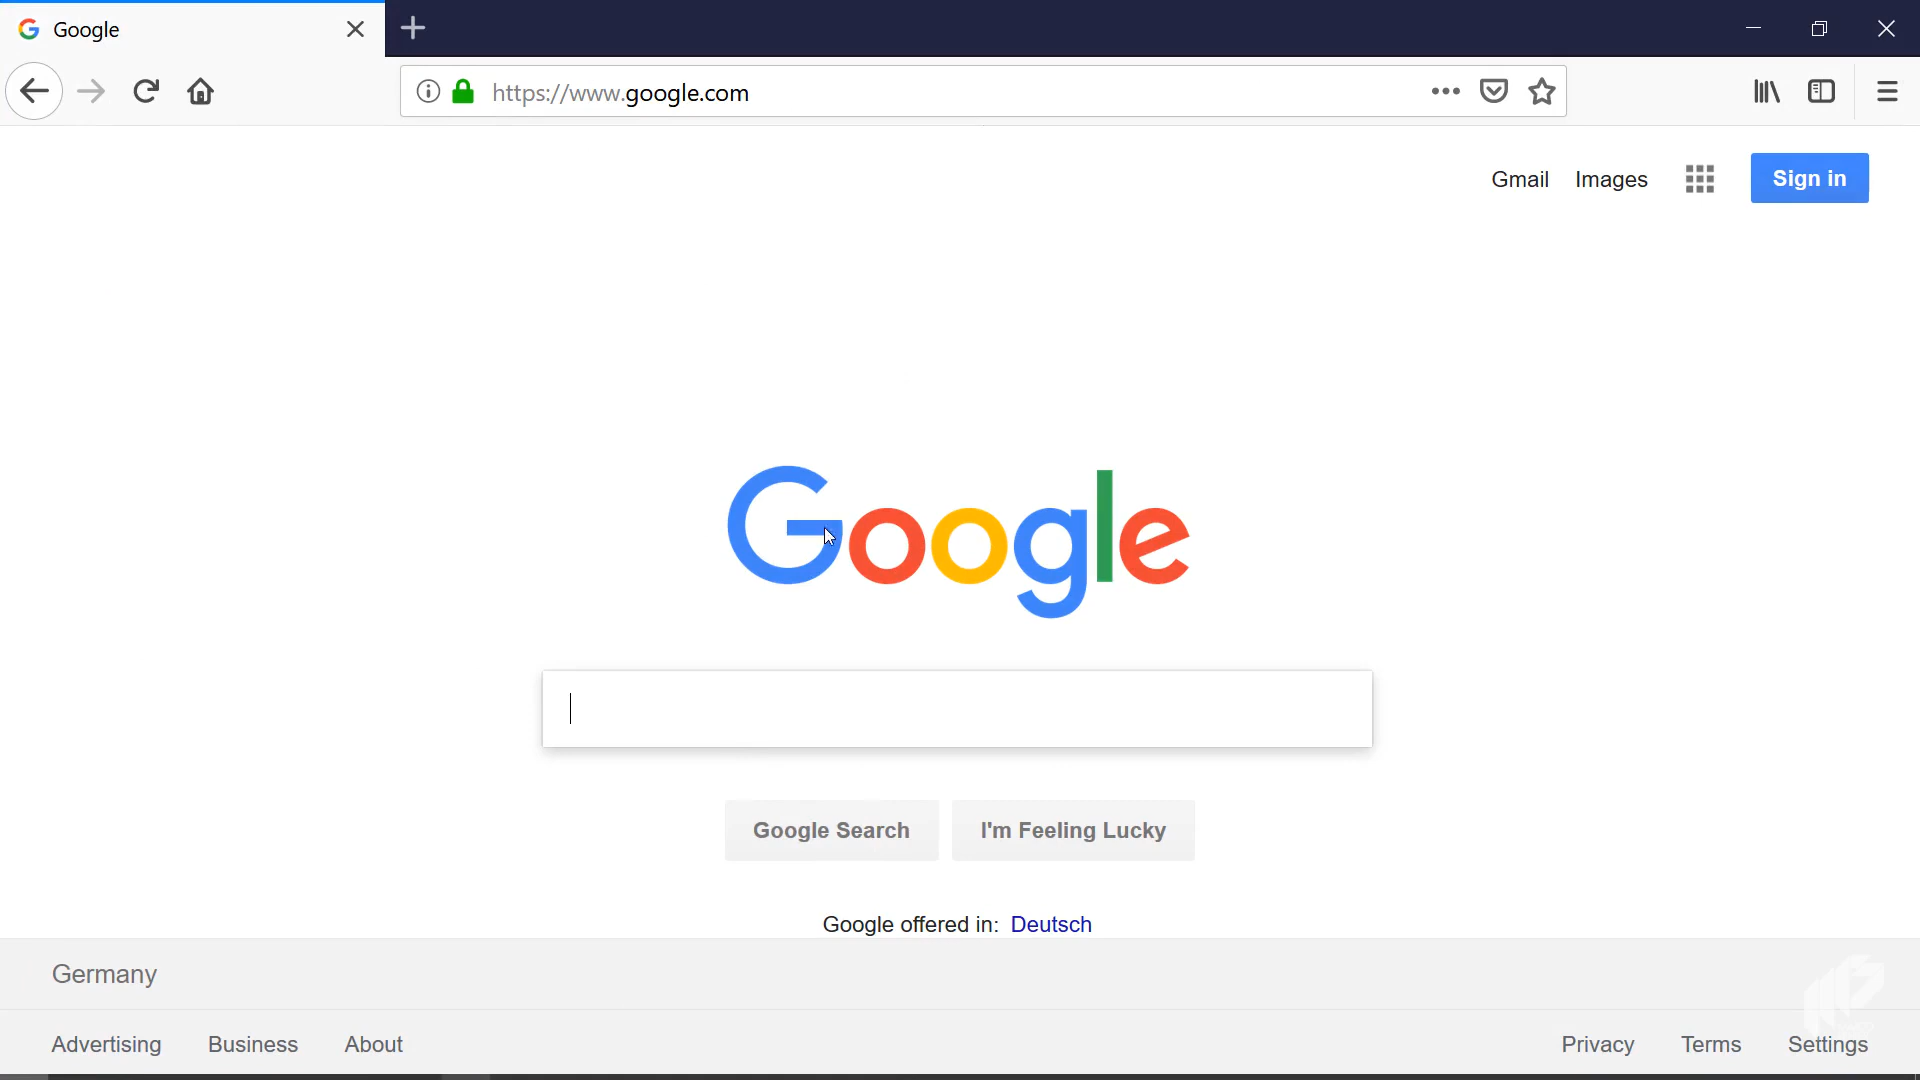 Google
https://www.google.com
Gmail Images Sign in
Google
Google Search I'm Feeling Lucky
Google offered in: Deutsch
Germany
Advertising Business About Privacy Terms Settings